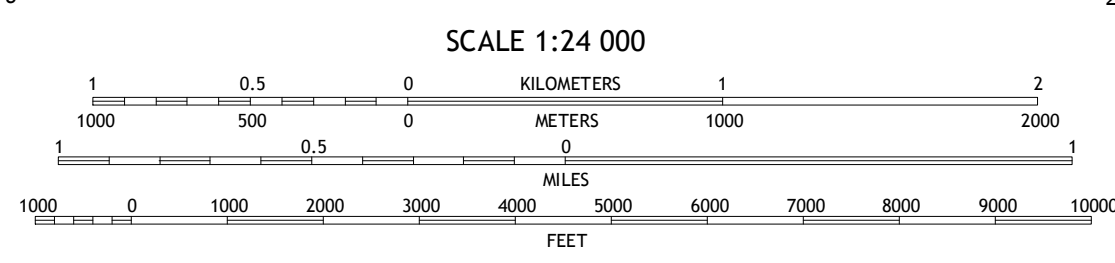 SCALE 1:24 000
1 0.5 0 KILOMETERS 1 2
1000 500 0 METERS 1000 2000
1 0.5 0 1
MILES
1000 0 1000 2000 3000 4000 5000 6000 7000 8000 9000 10000
FEET